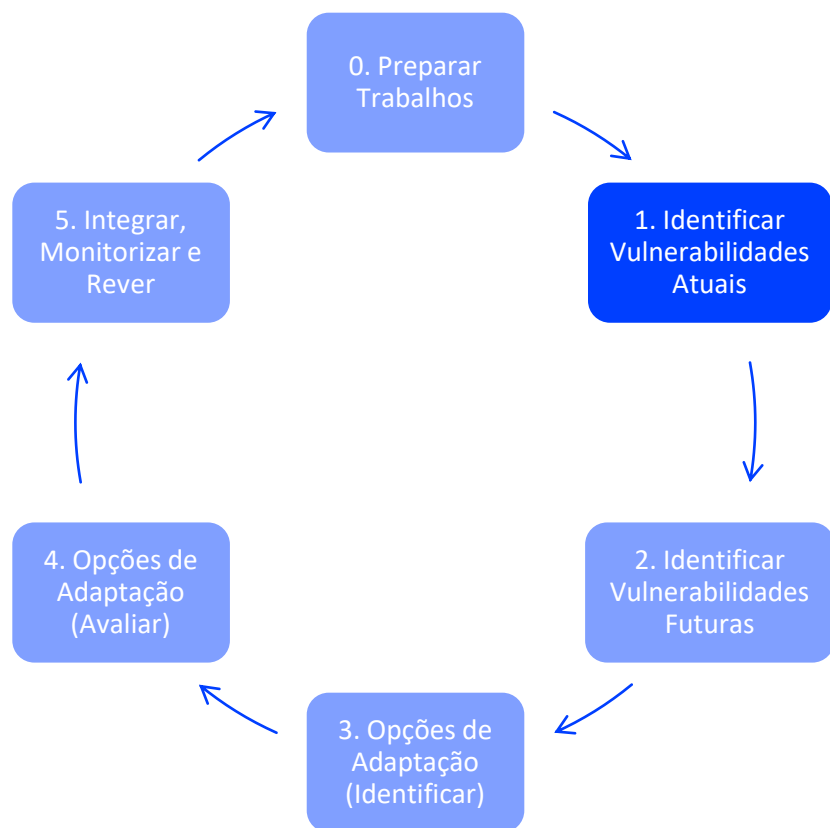 0. Preparar
Trabalhos
1. Identificar
Vulnerabilidades
Atuais
2. Identificar
Vulnerabilidades
Futuras
3. Opções de
Adaptação
(Identificar)
4. Opções de
Adaptação
(Avaliar)
5. Integrar,
Monitorizar e
Rever